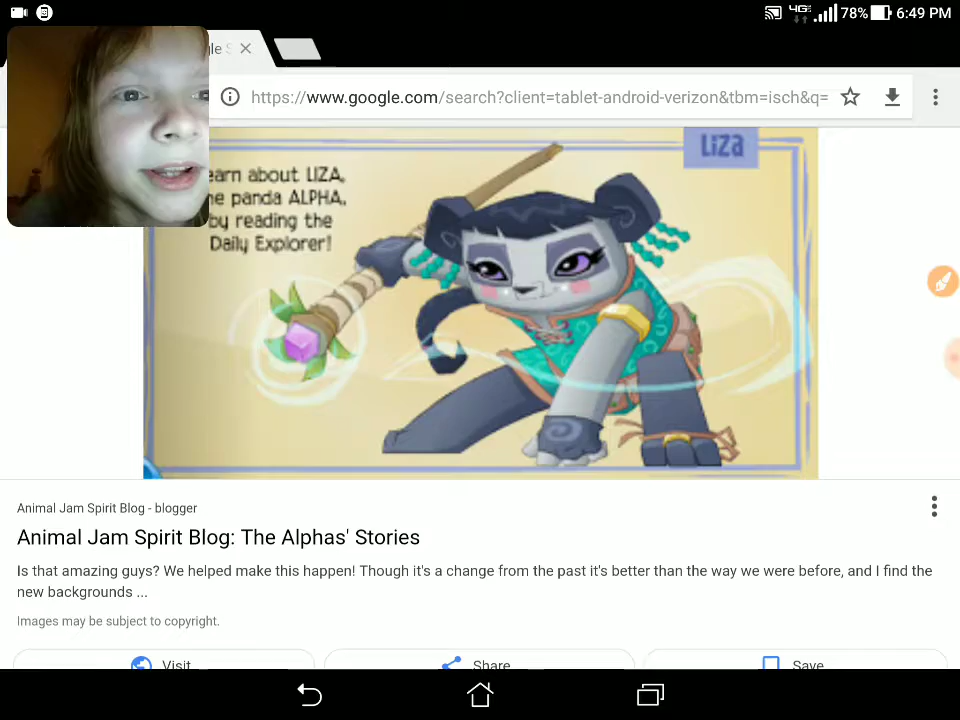 4G 78% 6:49 PM
https://www.google.com/search?client=tablet-android-verizon&tbm=isch&q=
Liza
earn about LIZA,
he panda ALPHA,
by reading the
Daily Explorer!
Animal Jam Spirit Blog - blogger
Animal Jam Spirit Blog: The Alphas' Stories
Is that amazing guys? We helped make this happen! Though it's a change from the past it's better than the way we were before, and I find the
new backgrounds ...
Images may be subject to copyright.
Visit Share Save